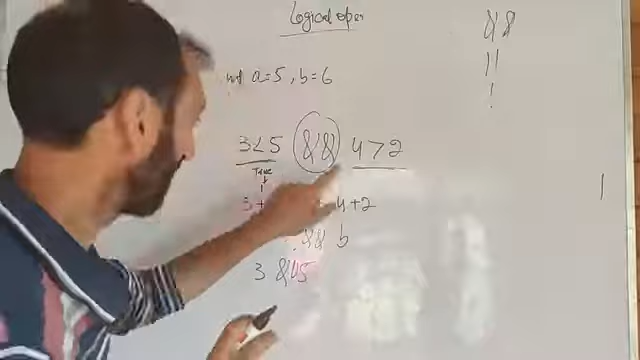 Logical oper
&&
||
!
int a=5, b=6
3<5 && 4>2
True
1
3+ 4+2
&& b
3 &&5